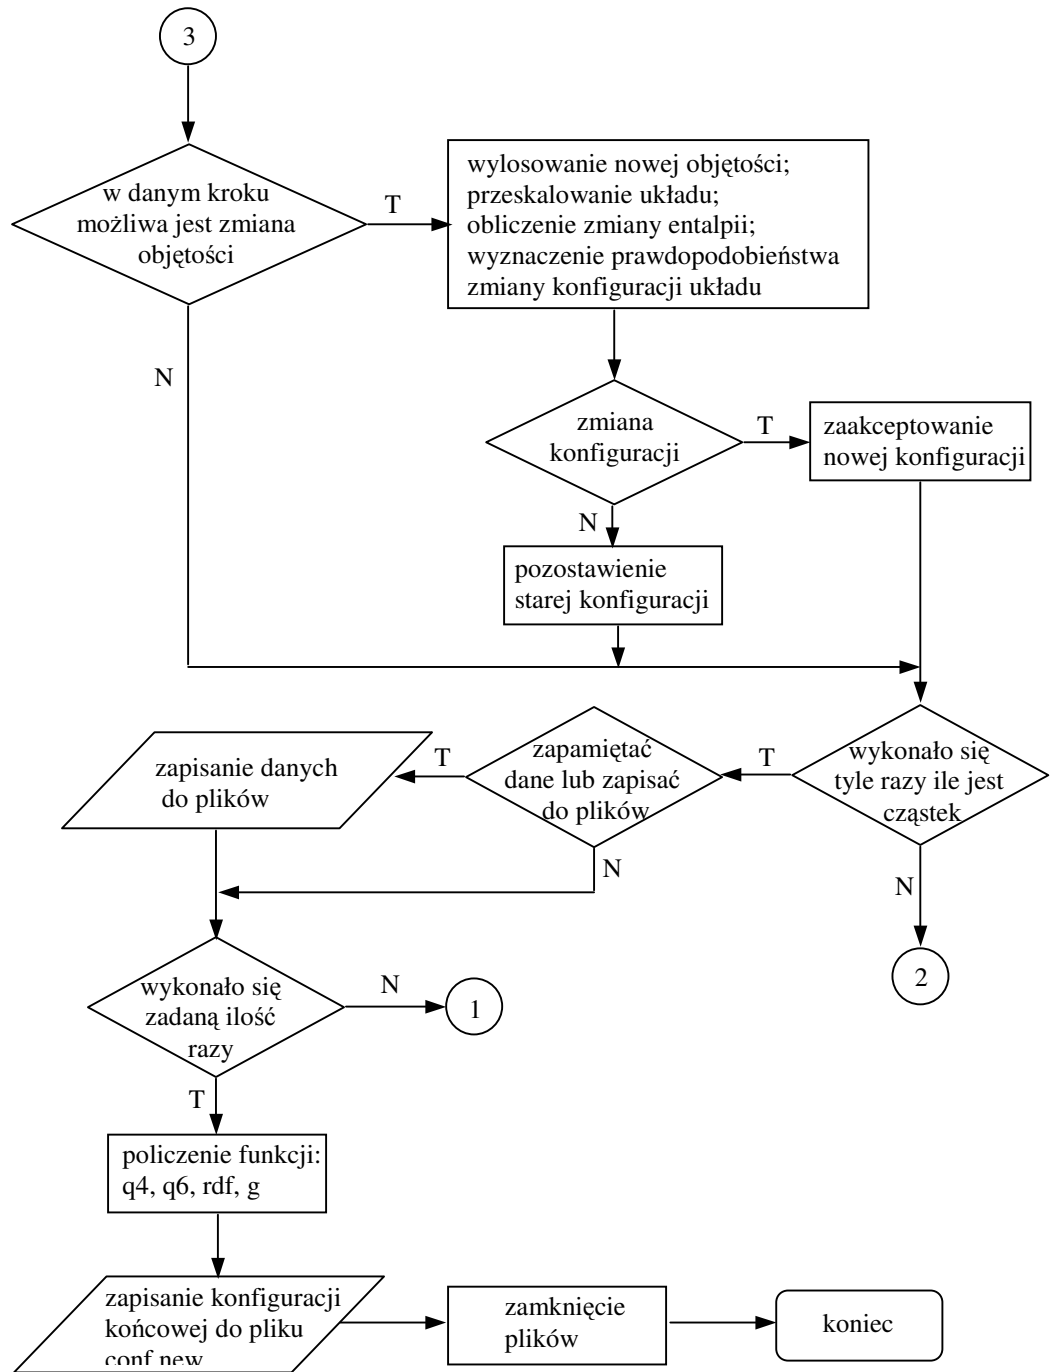 3
w danym kroku
możliwa jest zmiana
objętości
T
wylosowanie nowej objętości;
przeskalowanie układu;
obliczenie zmiany entalpii;
wyznaczenie prawdopodobieństwa
zmiany konfiguracji układu
N
zmiana
konfiguracji
T
zaakceptowanie
nowej konfiguracji
N
pozostawienie
starej konfiguracji
wykonało się
tyle razy ile jest
cząstek
T
zapamiętać
dane lub zapisać
do plików
T
zapisanie danych
do plików
N
N
2
wykonało się
zadaną ilość
razy
N
1
T
policzenie funkcji:
q4, q6, rdf, g
zapisanie konfiguracji
końcowej do pliku
conf.new
zamknięcie
plików
koniec